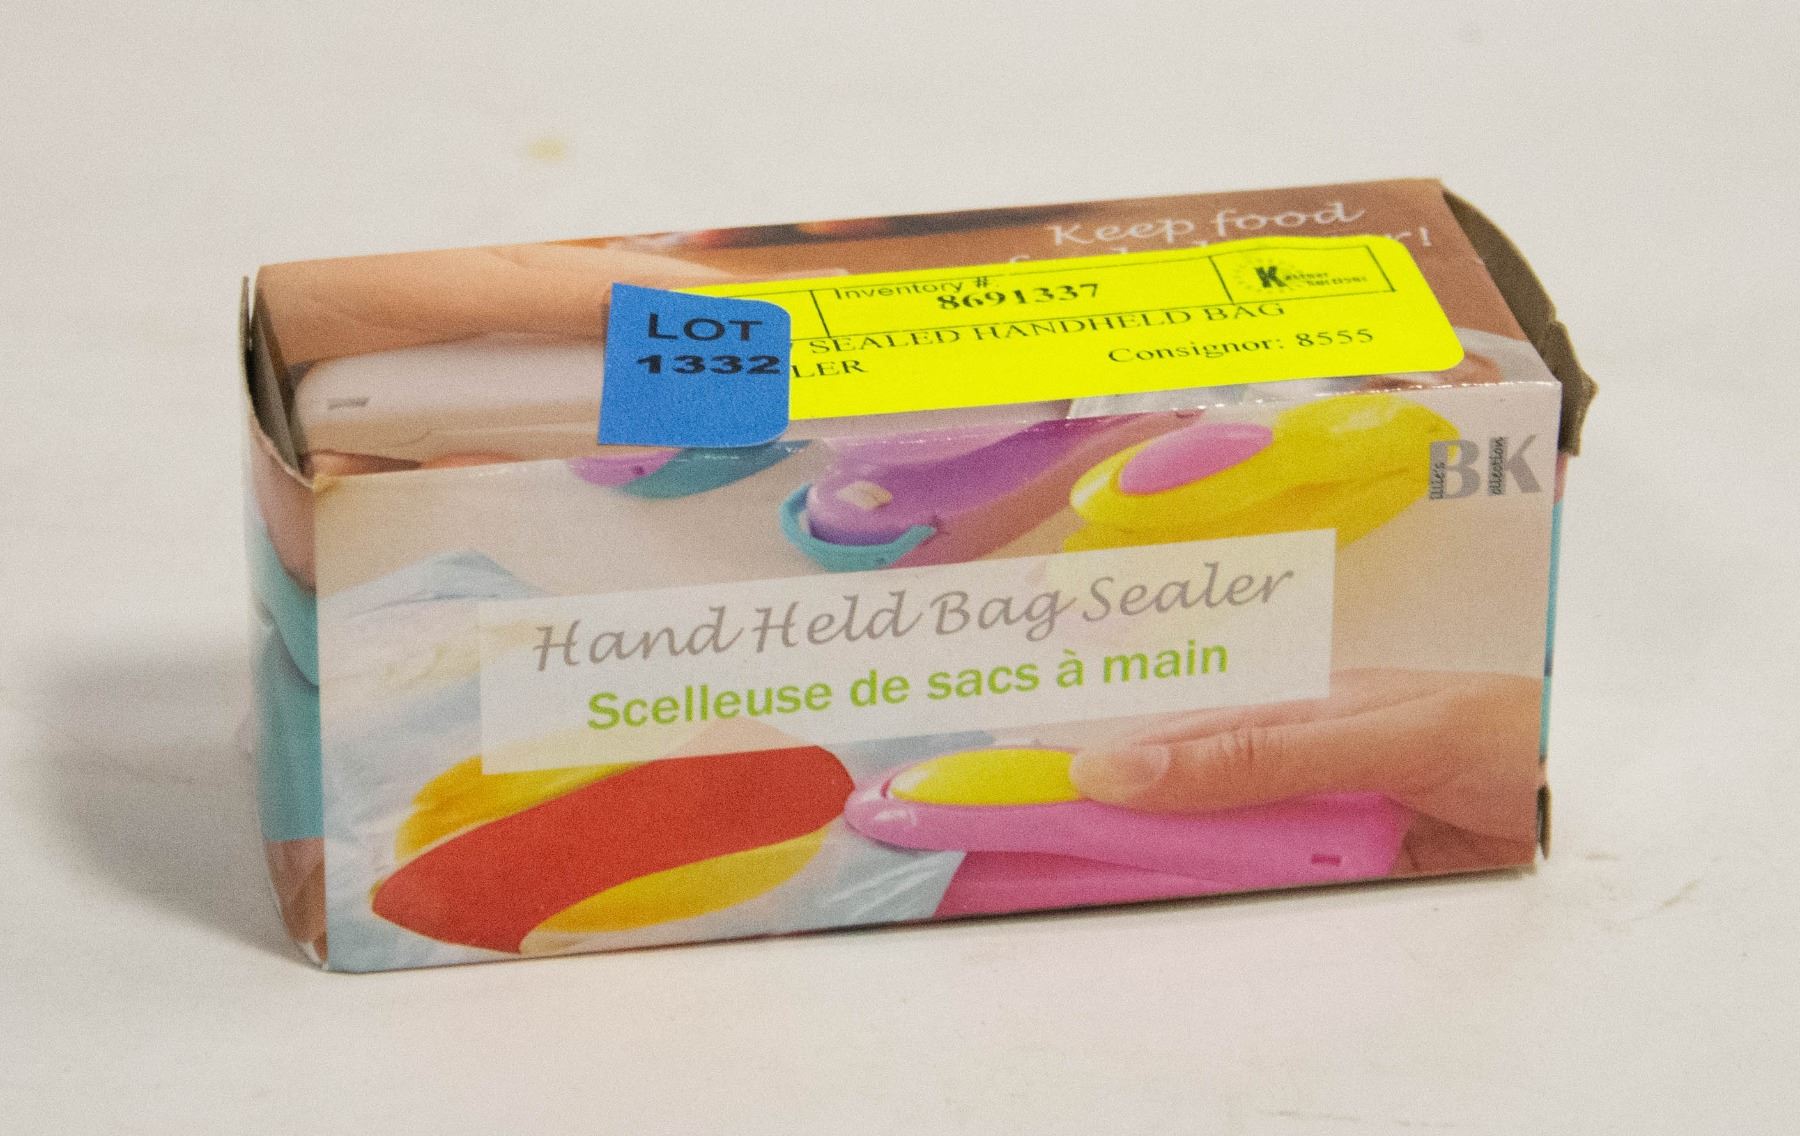 Keep food
Inventory #:
8691337
SEALED HANDHELD BAG
LER
Consignor: 8555
LOT
1332
BK
Hand Held Bag Sealer
Scelleuse de sacs à main